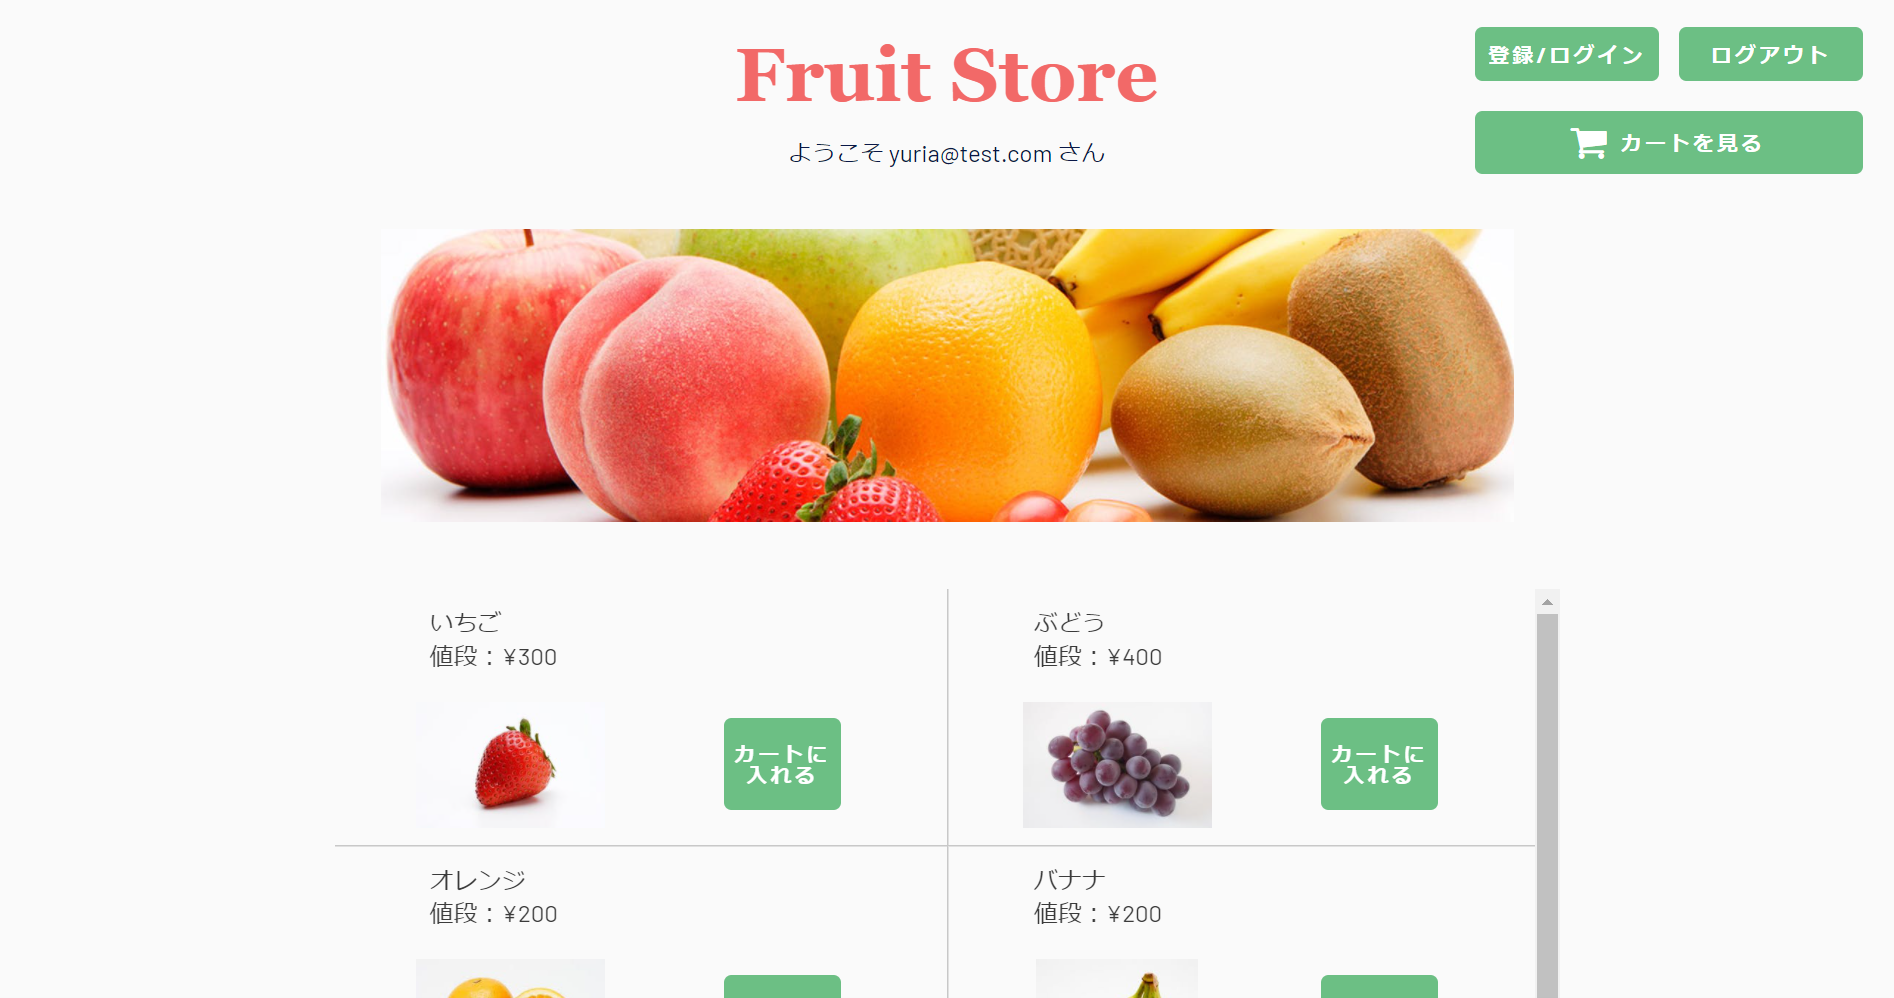 Fruit Store
登録/ログイン
ログアウト
ようこそ yuria@test.com さん
カートを見る
いちご
値段：¥300
カートに
入れる
ぶどう
値段：¥400
カートに
入れる
オレンジ
値段：¥200
バナナ
値段：¥200